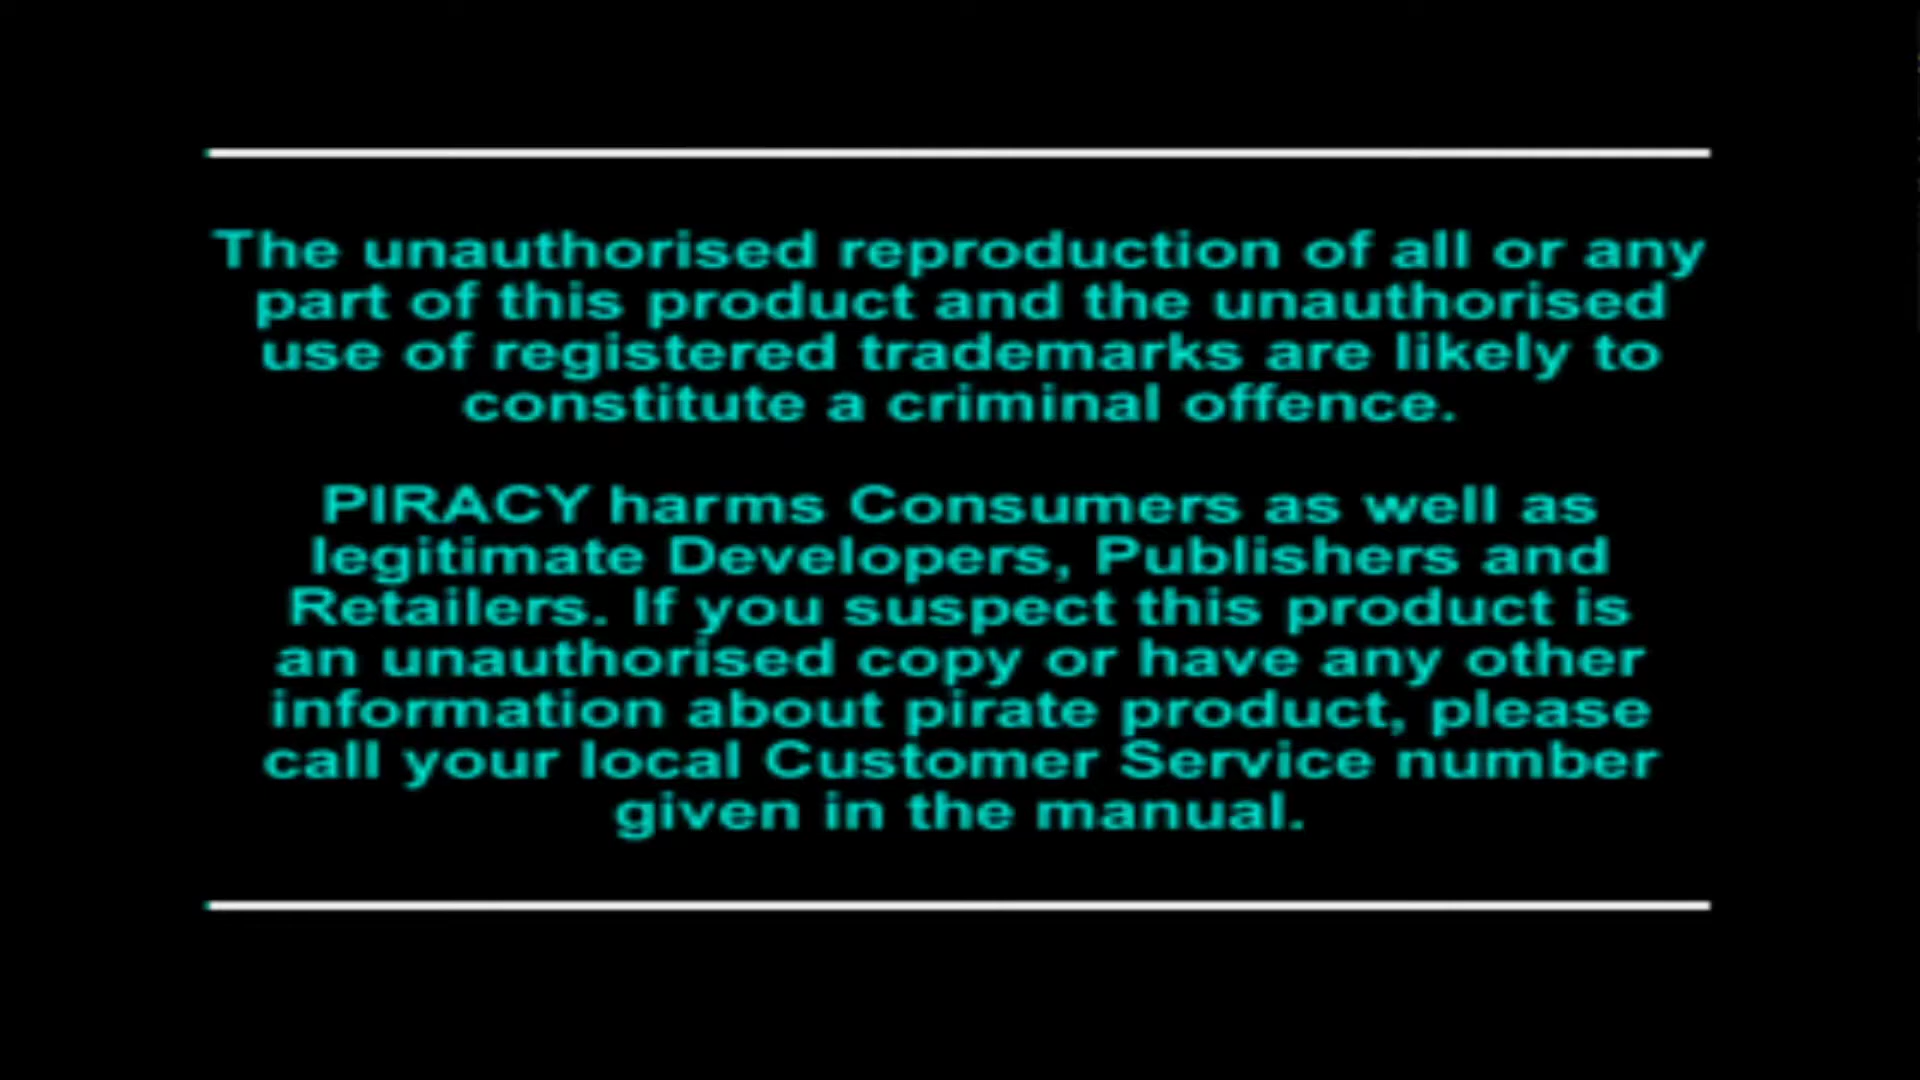 The unauthorised reproduction of all or any
part of this product and the unauthorised
use of registered trademarks are likely to
constitute a criminal offence.
PIRACY harms Consumers as well as
legitimate Developers, Publishers and
Retailers. If you suspect this product is
an unauthorised copy or have any other
information about pirate product, please
call your local Customer Service number
given in the manual.